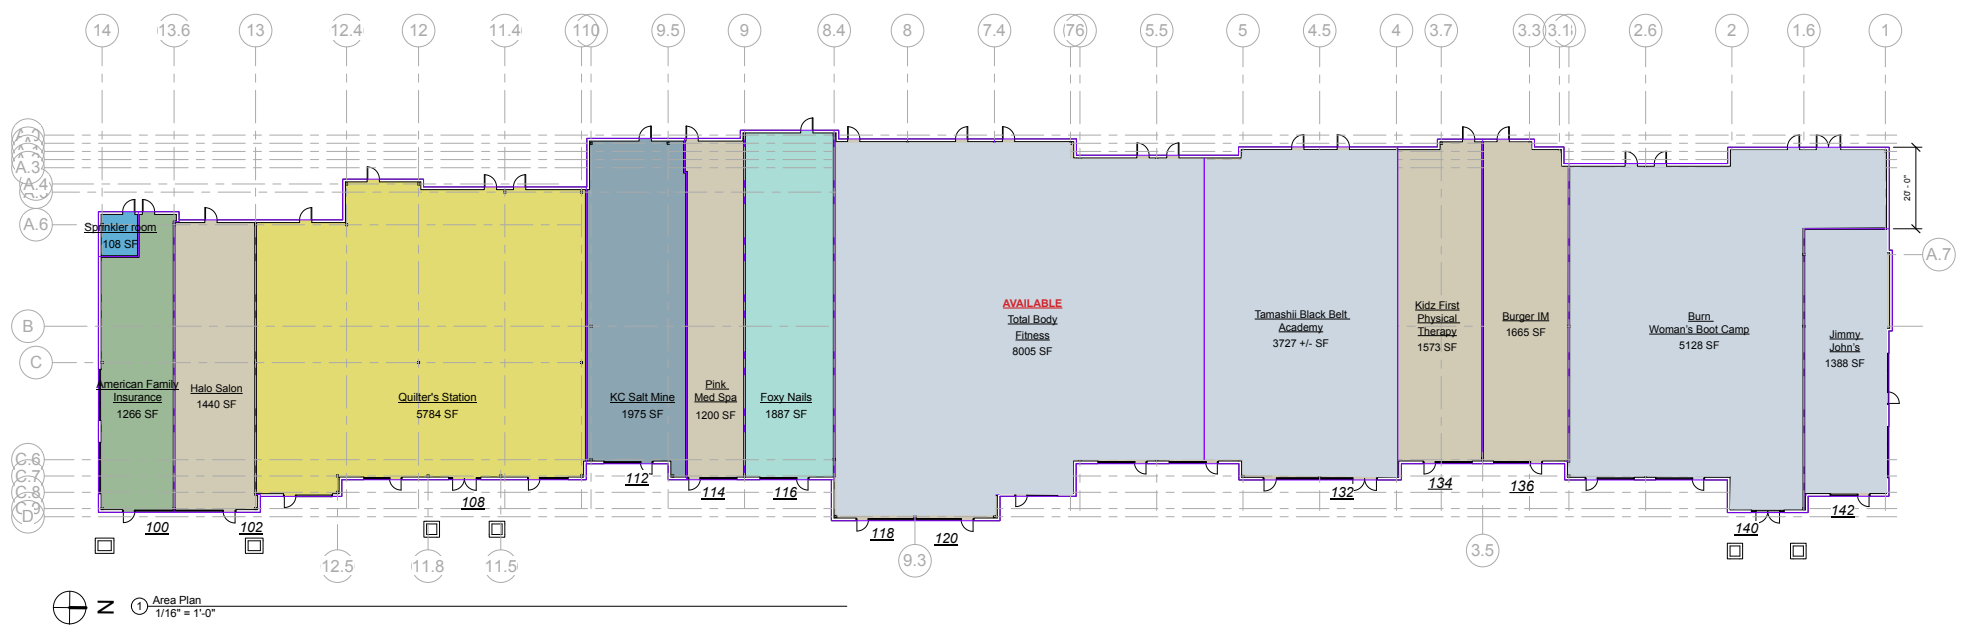 14
13.6
13
12.4
12
11.4
9.5
9
8.4
8
7.4
5.5
5
4.5
4
3.7
3.3
2.6
2
1.6
1
A.3
A.4
A.6
B
C
C.6
C.7
C.8
D
A.7
20' - 0"
Sprinkler room
108 SF
American Family
Insurance
1266 SF
Halo Salon
1440 SF
Quilter's Station
5784 SF
KC Salt Mine
1975 SF
Pink
Med Spa
1200 SF
Foxy Nails
1887 SF
AVAILABLE
Total Body
Fitness
8005 SF
Tamashii Black Belt
Academy
3727 +/- SF
Kidz First
Physical
Therapy
1573 SF
Burger IM
1665 SF
Burn
Woman's Boot Camp
5128 SF
Jimmy
John's
1388 SF
100
102
108
112
114
116
118
120
132
134
136
140
142
12.5
11.8
11.5
9.3
3.5
N
1
Area Plan
1/16" = 1'-0"